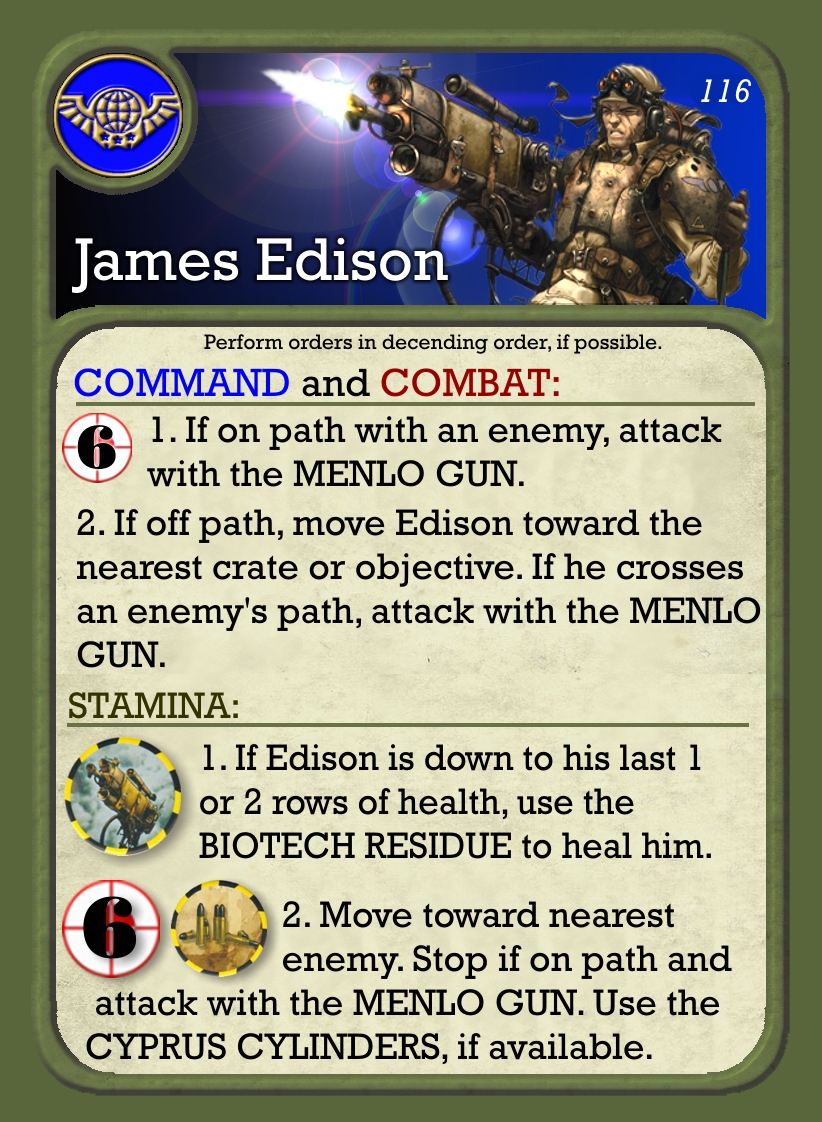 116
James Edison
Perform orders in decending order, if possible.
COMMAND and COMBAT:
6
1. If on path with an enemy, attack
with the MENLO GUN.
2. If off path, move Edison toward the
nearest crate or objective. If he crosses
an enemy's path, attack with the MENLO
GUN.
STAMINA:
1. If Edison is down to his last 1
or 2 rows of health, use the
BIOTECH RESIDUE to heal him.
6
2. Move toward nearest
enemy. Stop if on path and
attack with the MENLO GUN. Use the
CYPRUS CYLINDERS, if available.